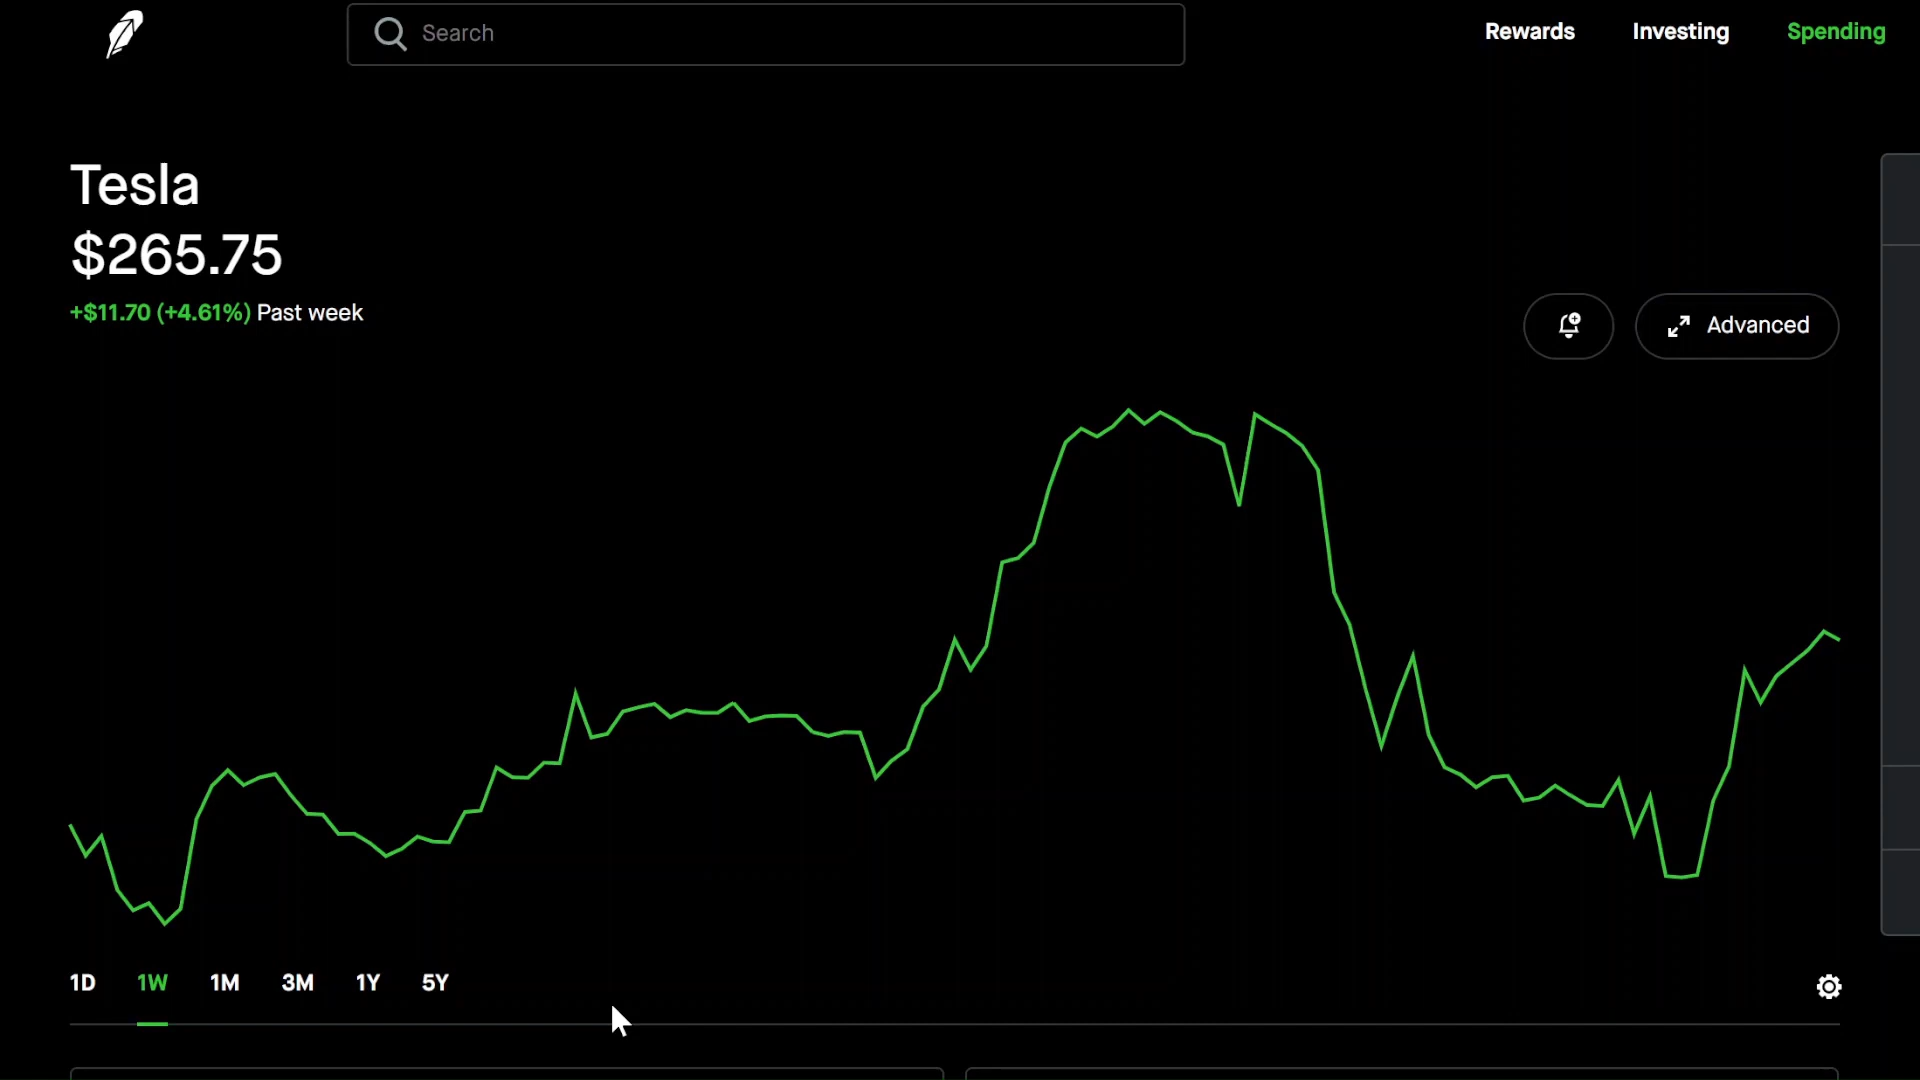 Search
Rewards Investing Spending
Tesla
$265.75
+$11.70 (+4.61%) Past week
Advanced
1D 1W 1M 3M 1Y 5Y